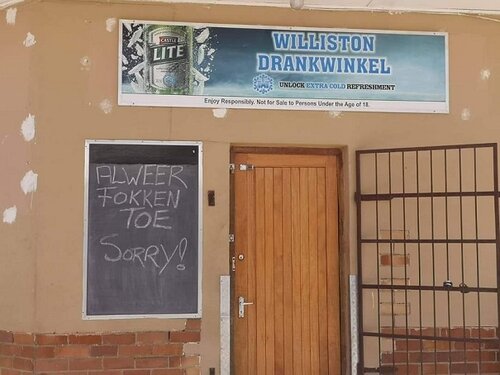 WILLISTON
DRANKWINKEL
UNLOCK EXTRA COLD REFRESHMENT
Enjoy Responsibly. Not for Sale to Persons Under the Age of 18.
CASTLE
LITE
ALWEER
FOKKEN
TOE
SORRY!